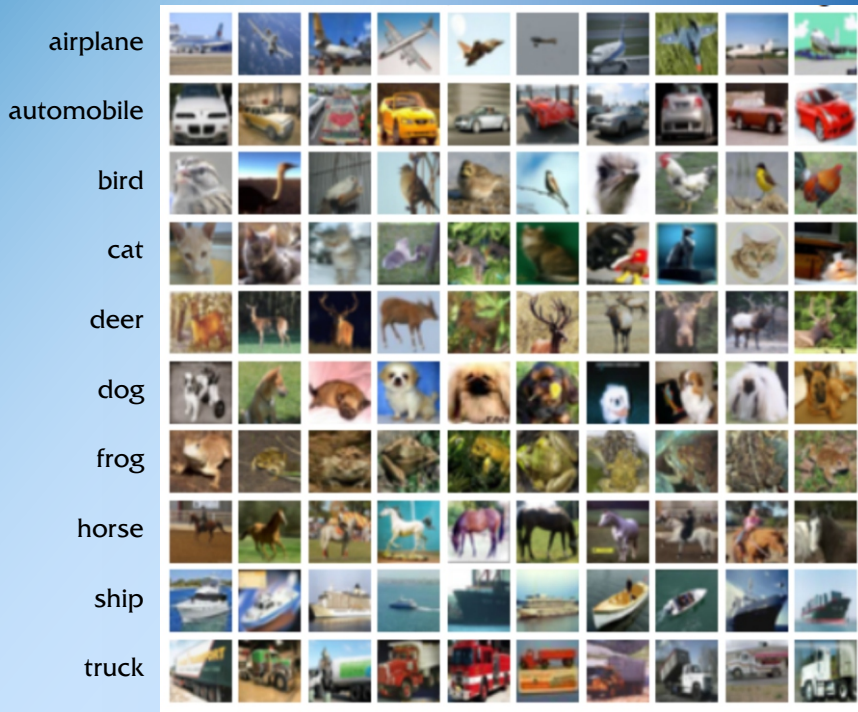 airplane
automobile
bird
cat
deer
dog
frog
horse
ship
truck